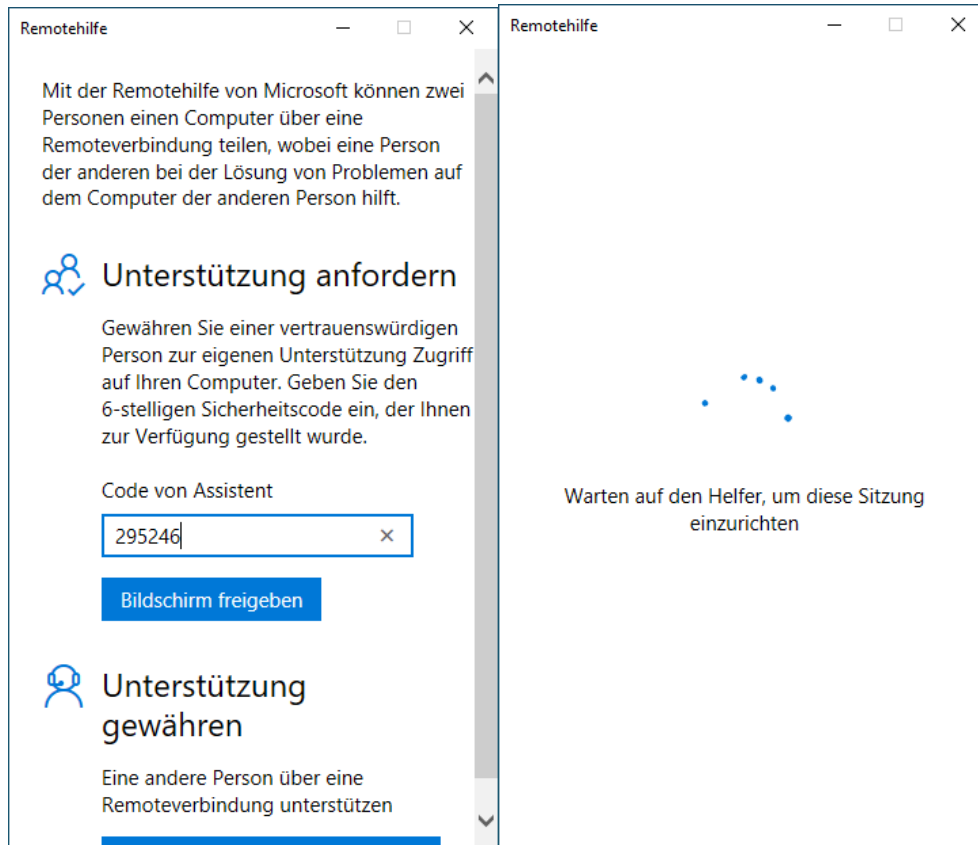 Remotehilfe
Mit der Remotehilfe von Microsoft können zwei
Personen einen Computer über eine
Remoteverbindung teilen, wobei eine Person
der anderen bei der Lösung von Problemen auf
dem Computer der anderen Person hilft.
Unterstützung anfordern
Gewähren Sie einer vertrauenswürdigen
Person zur eigenen Unterstützung Zugriff
auf Ihren Computer. Geben Sie den
6-stelligen Sicherheitscode ein, der Ihnen
zur Verfügung gestellt wurde.
Code von Assistent
295246
Bildschirm freigeben
Unterstützung
gewähren
Eine andere Person über eine
Remoteverbindung unterstützen
Remotehilfe
Warten auf den Helfer, um diese Sitzung
einzurichten